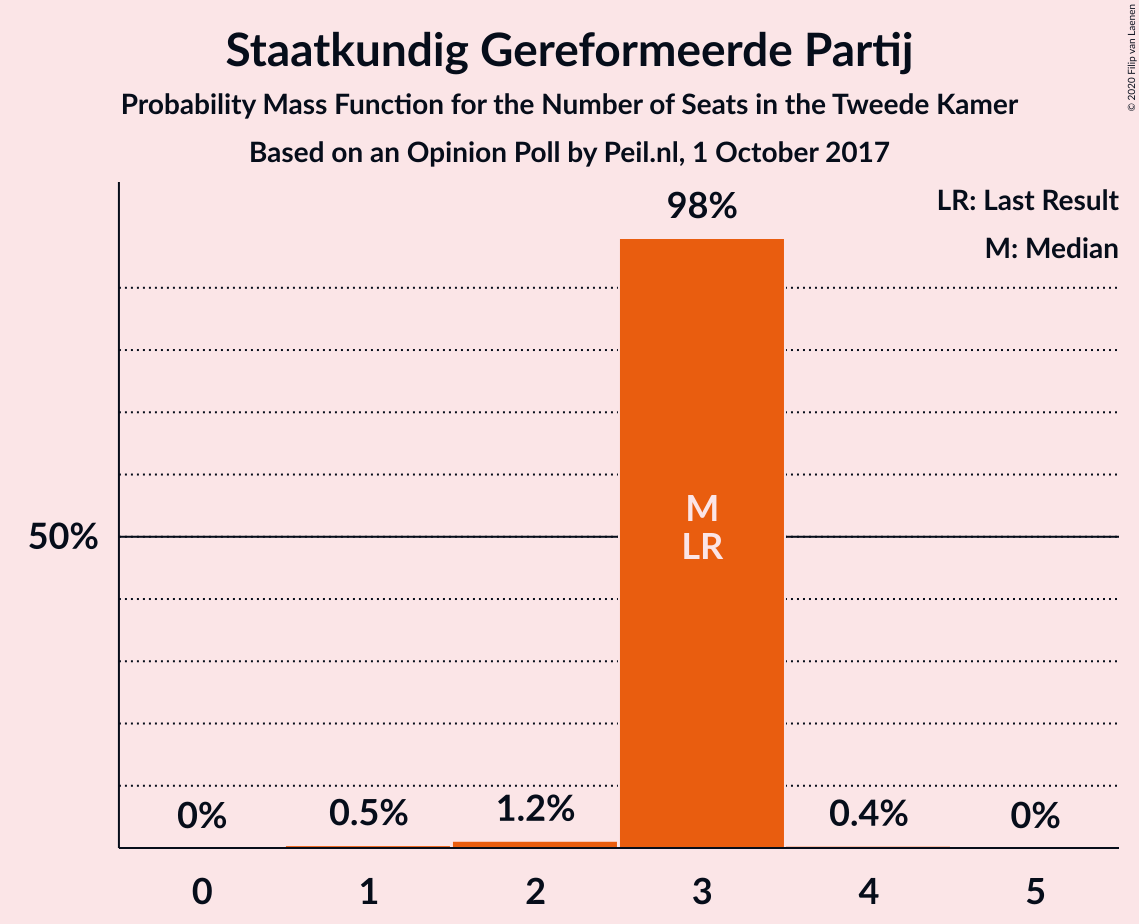 Staatkundig Gereformeerde Partij
Probability Mass Function for the Number of Seats in the Tweede Kamer
Based on an Opinion Poll by Peil.nl, 1 October 2017
© 2020 Filip van Laenen
LR: Last Result
M: Median
98%
M
50%
LR
0%
0.5%
1.2%
0.4%
0%
0
1
2
3
4
5